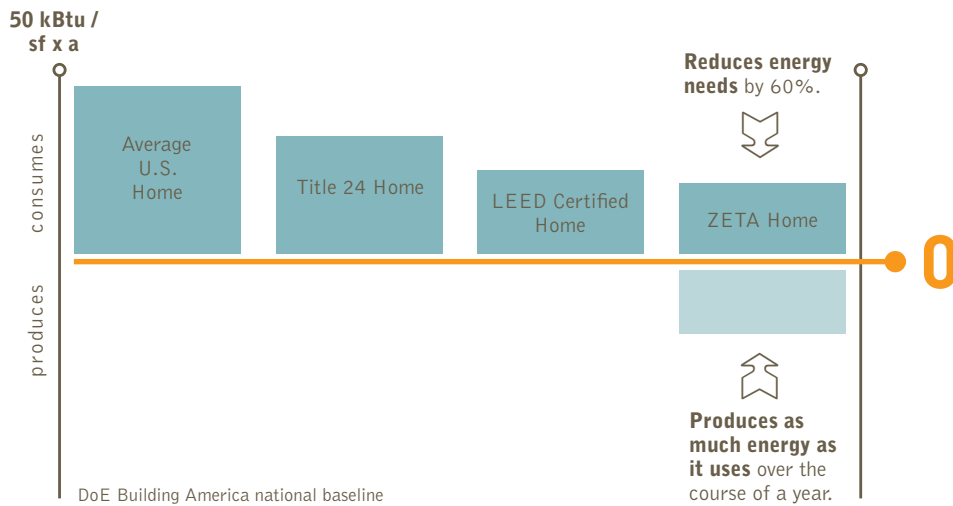 50 kBtu /
sf x a
consumes
produces
Average
U.S.
Home
Title 24 Home
LEED Certified
Home
Reduces energy
needs by 60%.
ZETA Home
0
Produces as
much energy as
it uses over the
course of a year.
DoE Building America national baseline